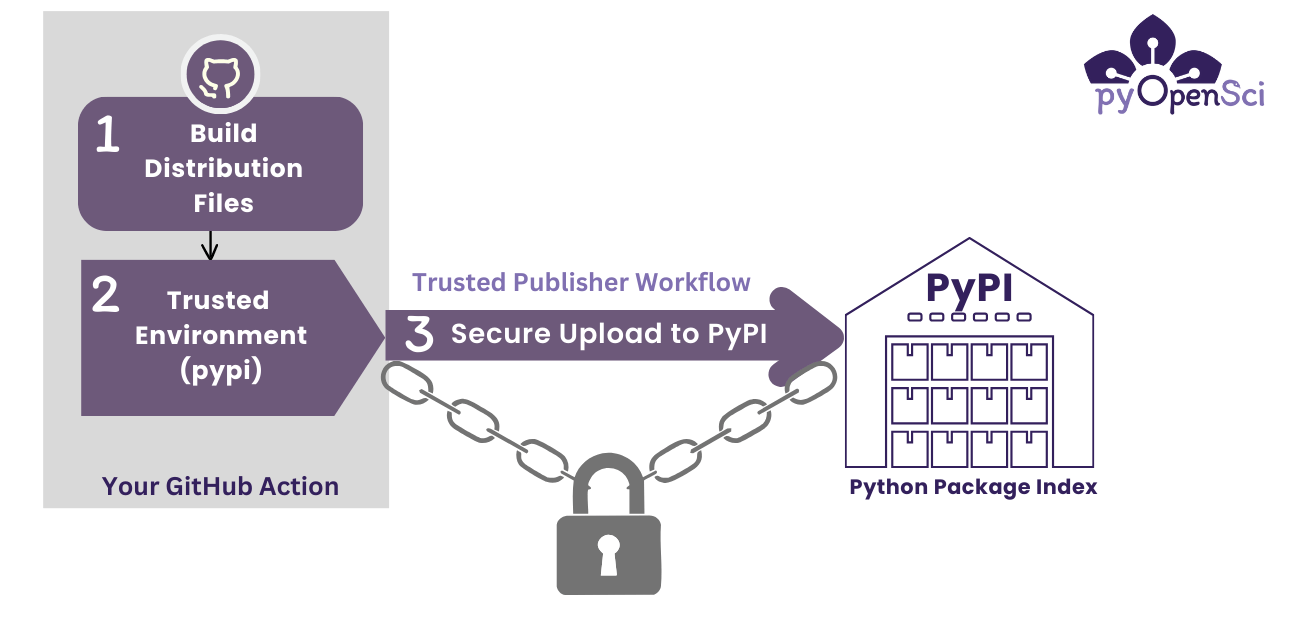 pyOpenSci
1
Build
Distribution
Files
2
Trusted
Environment
(pypi)
Your GitHub Action
Trusted Publisher Workflow
3 Secure Upload to PyPI
PyPI
Python Package Index